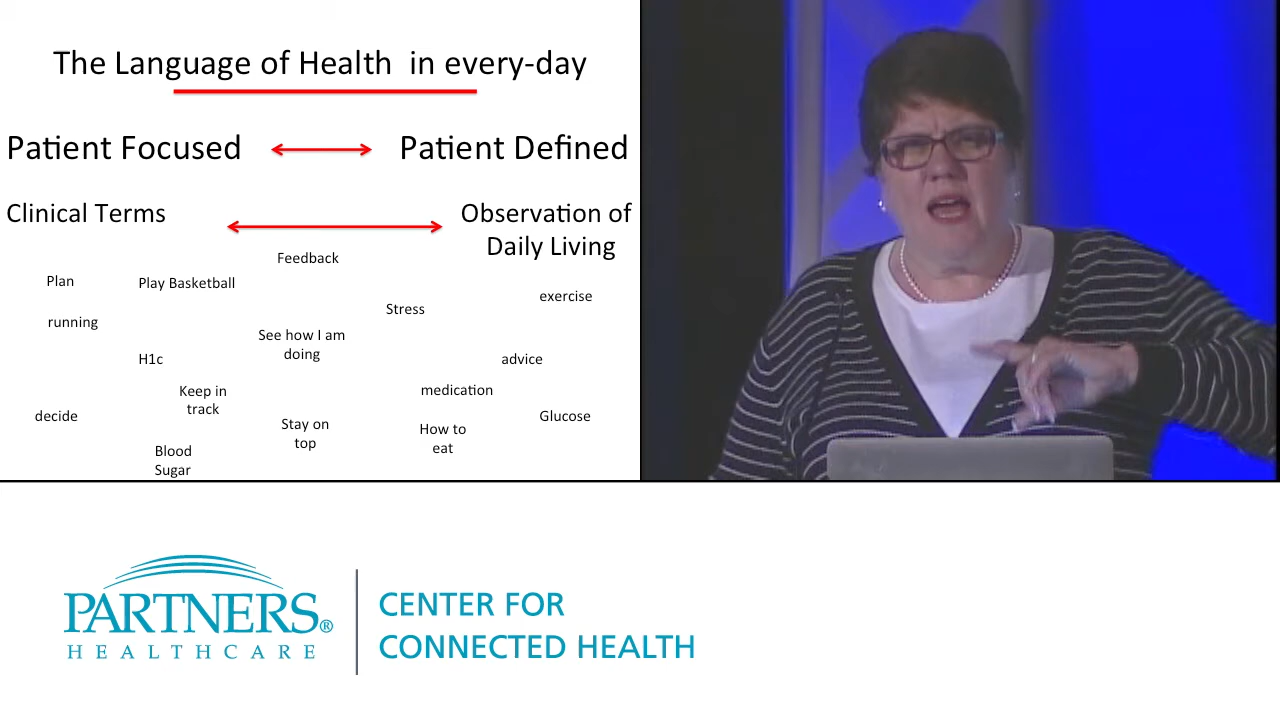 The Language of Health in every-day
Patient Focused
Patient Defined
Clinical Terms
Observation of
Daily Living
Feedback
Plan
Play Basketball
exercise
Stress
running
See how I am
doing
H1c
advice
Keep in
track
medication
decide
Glucose
Stay on
top
How to
eat
Blood
Sugar
PARTNERS®
HEALTHCARE
CENTER FOR
CONNECTED HEALTH